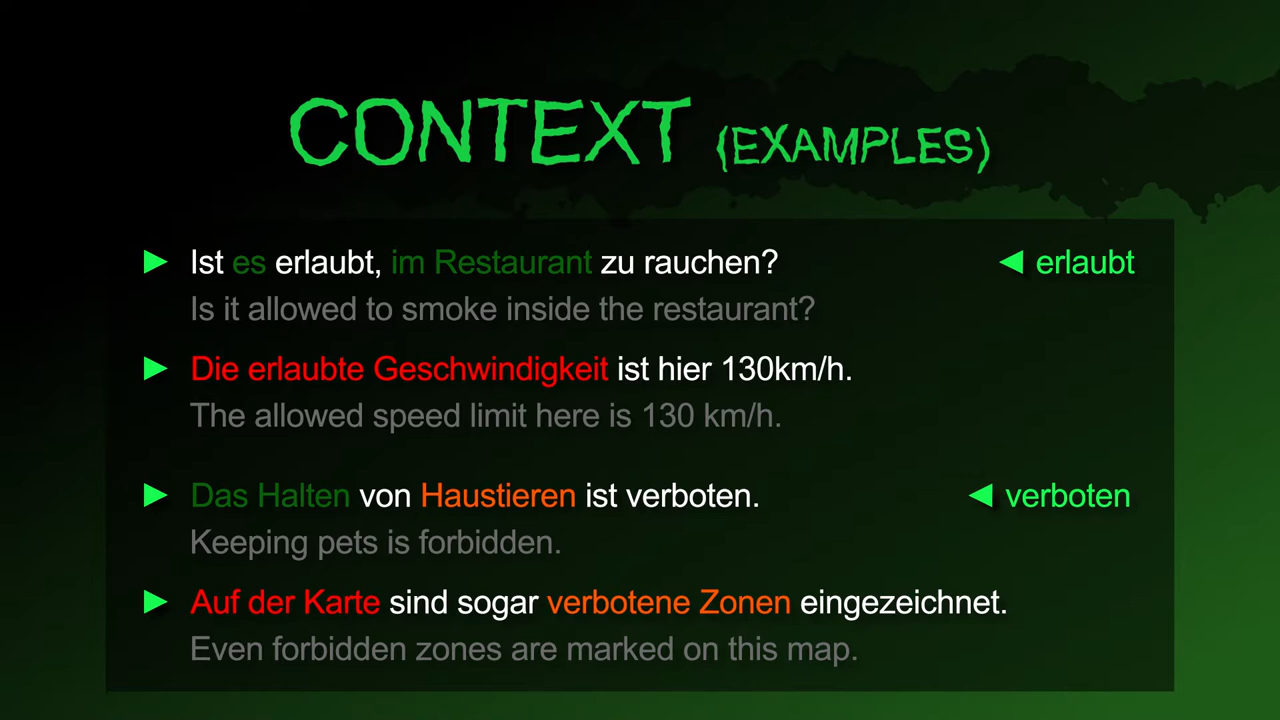 CONTEXT (EXAMPLES)
► Ist es erlaubt, im Restaurant zu rauchen? ◄ erlaubt
Is it allowed to smoke inside the restaurant?
► Die erlaubte Geschwindigkeit ist hier 130km/h.
The allowed speed limit here is 130 km/h.
► Das Halten von Haustieren ist verboten. ◄ verboten
Keeping pets is forbidden.
► Auf der Karte sind sogar verbotene Zonen eingezeichnet.
Even forbidden zones are marked on this map.